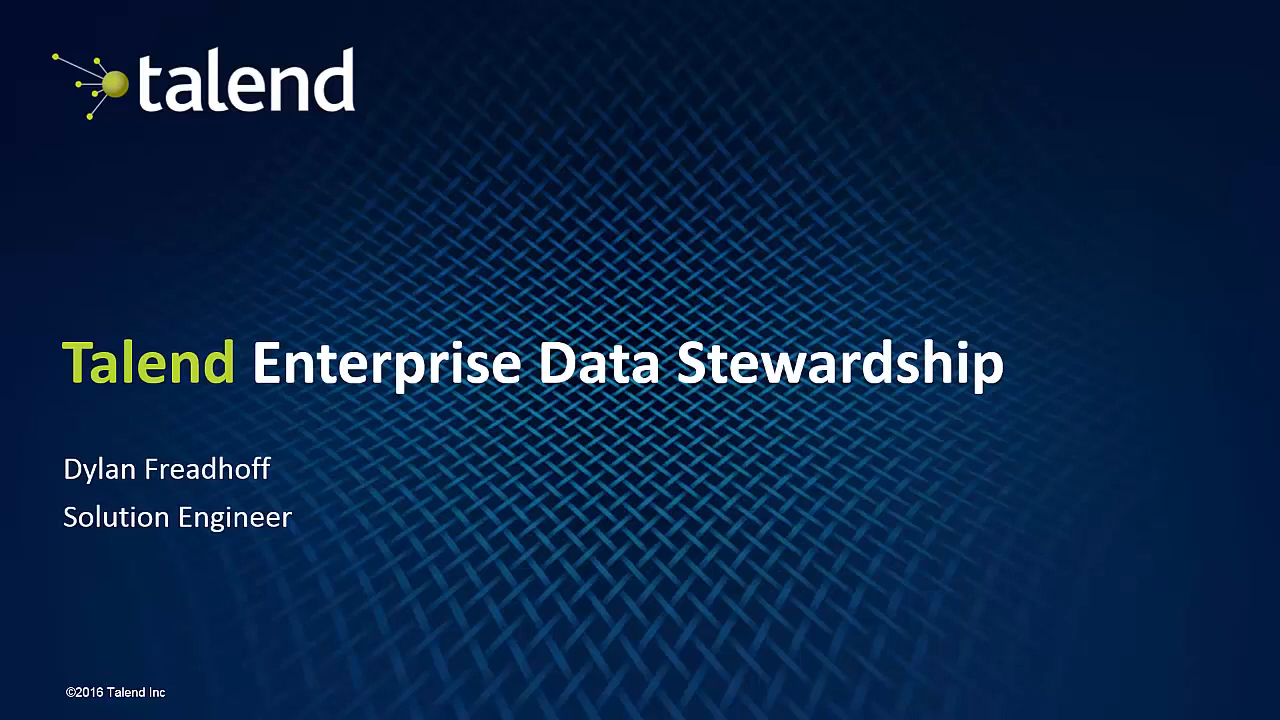 talend
Talend Enterprise Data Stewardship
Dylan Freadhoff
Solution Engineer
©2016 Talend Inc